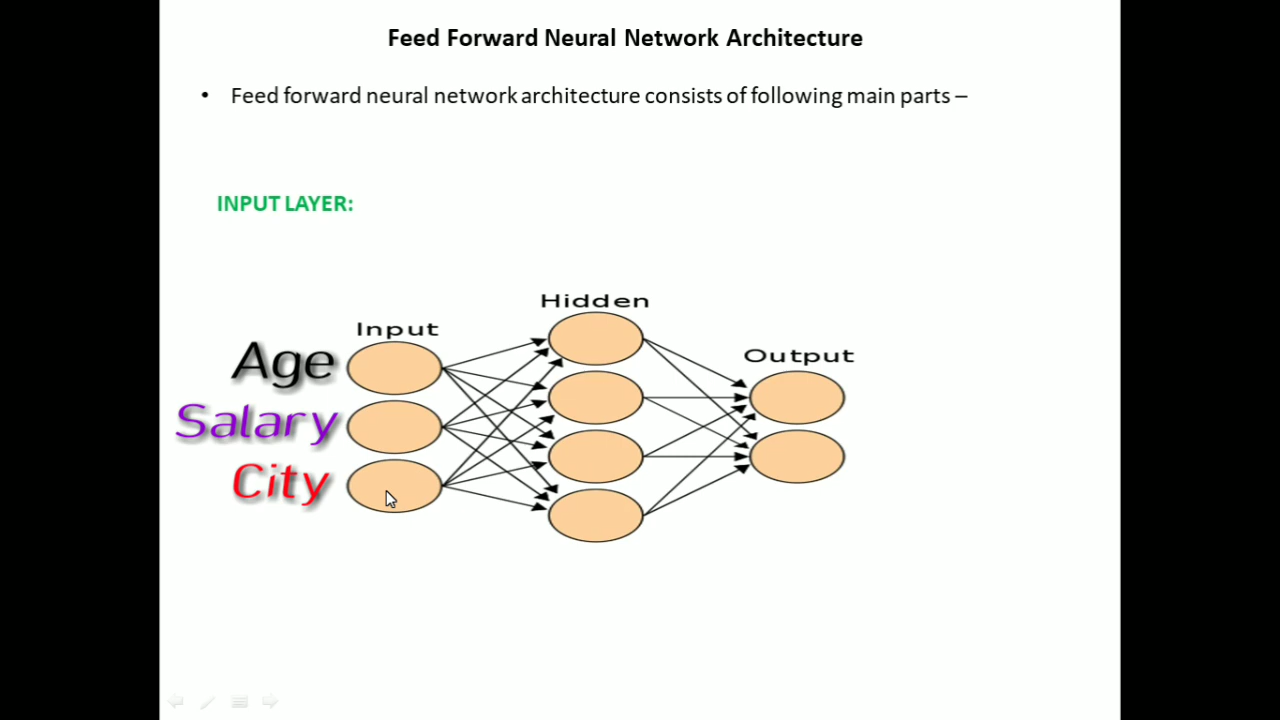 Feed Forward Neural Network Architecture
• Feed forward neural network architecture consists of following main parts –
INPUT LAYER:
Hidden
Input
Output
Age
Salary
City